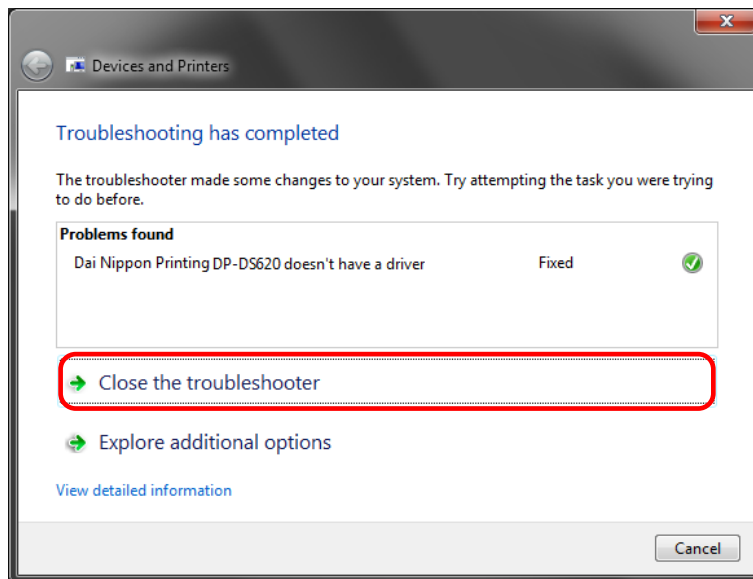 Devices and Printers
Troubleshooting has completed
The troubleshooter made some changes to your system. Try attempting the task you were trying
to do before.
Problems found
Dai Nippon Printing DP-DS620 doesn't have a driver Fixed
Close the troubleshooter
Explore additional options
View detailed information
Cancel